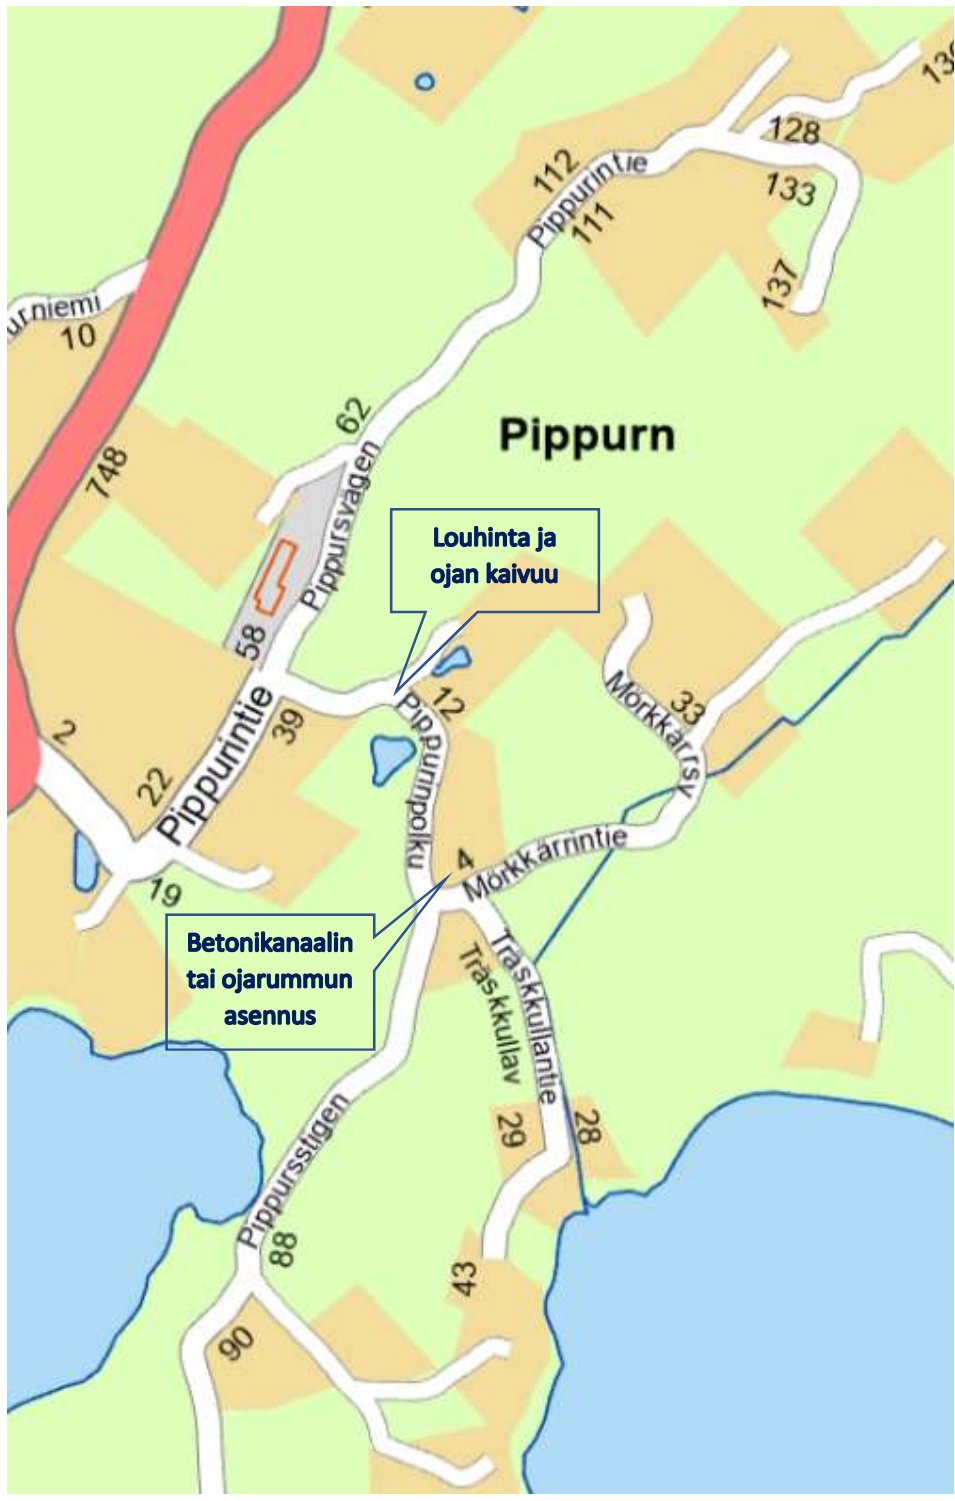 139
128
133
112
Pippurintie
111
137
urniemi
10
62
Pippurn
748
Pippursvägen
Louhinta ja
ojan kaivuu
58
12
Pippurinpolku
Mörkkärrsy
33
39
2
22
Pippurintie
4
Mörkkärrintie
19
Betonikanaalin
tai ojarummun
asennus
Träskkullantie
Träskkullav
29
28
Pippursstigen
88
43
90